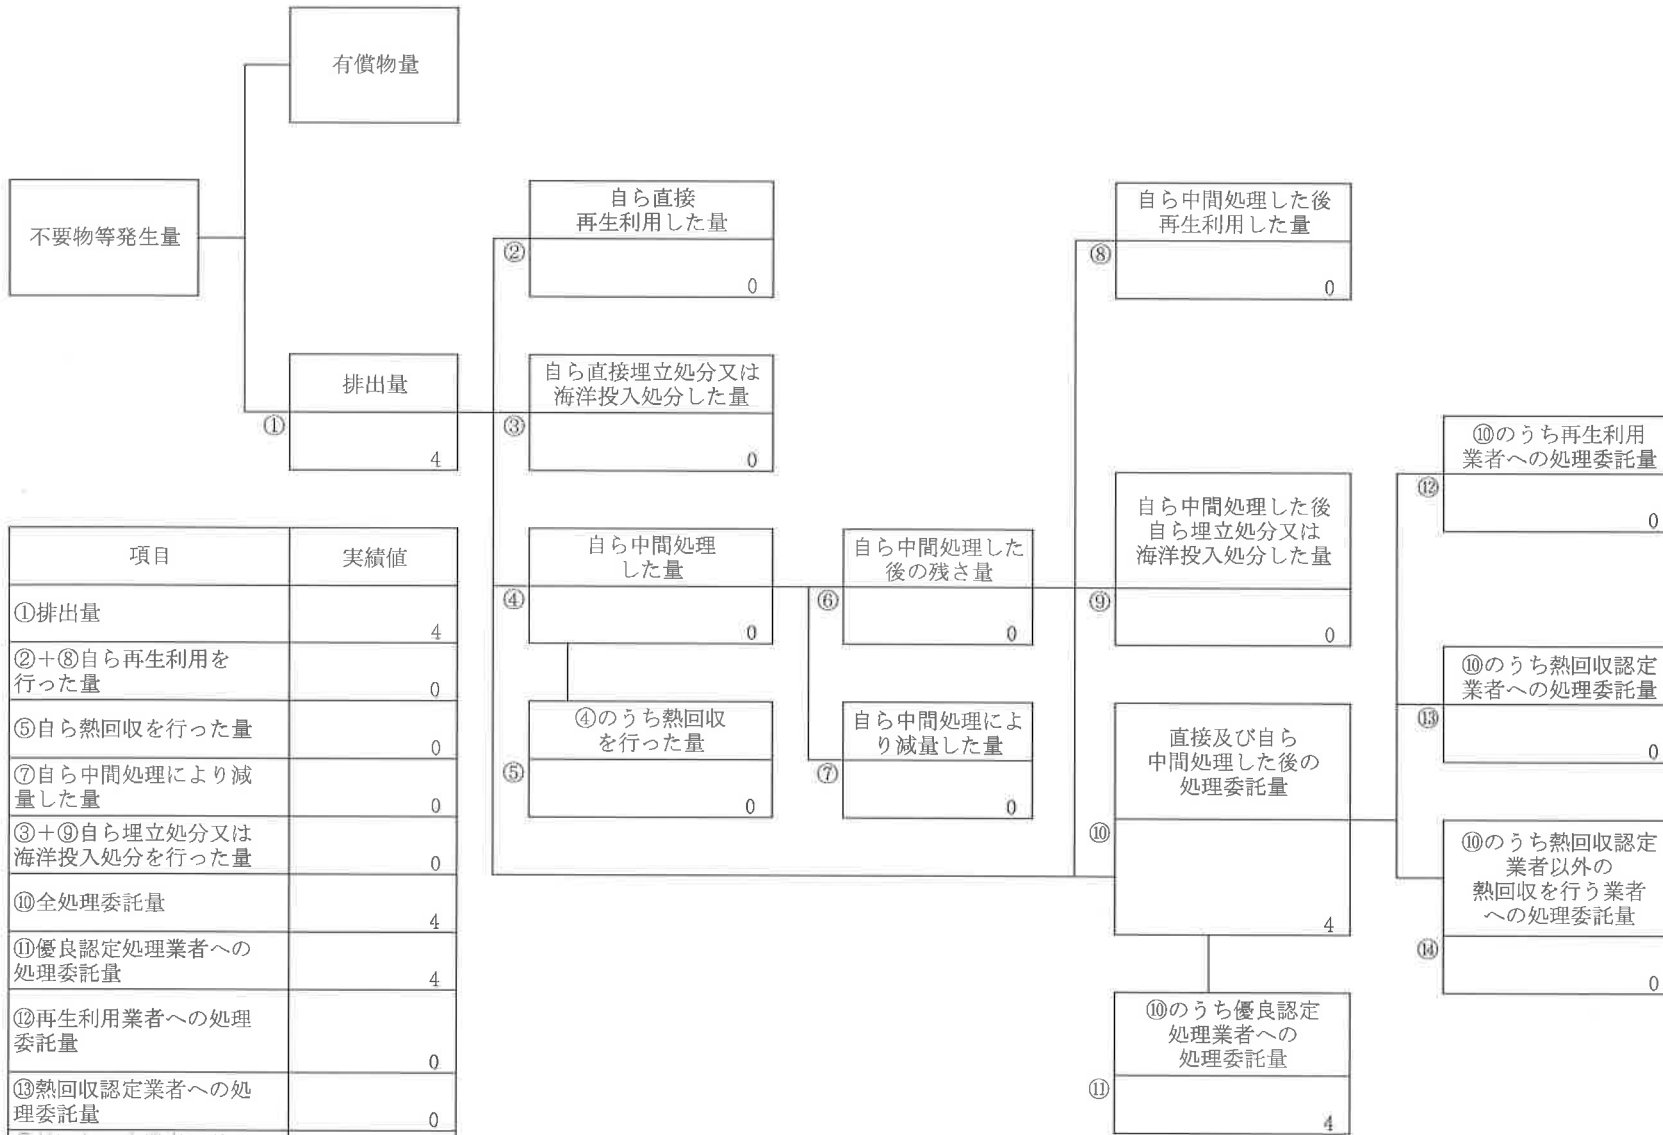 有償物量
不要物等発生量
排出量
①
4
自ら直接
再生利用した量
②
0
自ら直接埋立処分又は
海洋投入処分した量
③
0
自ら中間処理
した量
④
0
④のうち熱回収
を行った量
⑤
0
自ら中間処理した
後の残さ量
⑥
0
自ら中間処理によ
り減量した量
⑦
0
自ら中間処理した後
再生利用した量
⑧
0
自ら中間処理した後
自ら埋立処分又は
海洋投入処分した量
⑨
0
直接及び自ら
中間処理した後の
処理委託量
⑩
4
⑩のうち優良認定
処理業者への
処理委託量
⑪
4
⑩のうち再生利用
業者への処理委託量
⑫
0
⑩のうち熱回収認定
業者への処理委託量
⑬
0
⑩のうち熱回収認定
業者以外の
熱回収を行う業者
への処理委託量
⑭
0
項目 実績値
①排出量
4
②+⑧自ら再生利用を
行った量
0
⑤自ら熱回収を行った量
0
⑦自ら中間処理により減
量した量
0
③+⑨自ら埋立処分又は
海洋投入処分を行った量
0
⑩全処理委託量
4
⑪優良認定処理業者への
処理委託量
4
⑫再生利用業者への処理
委託量
0
⑬熱回収認定業者への処
理委託量
0